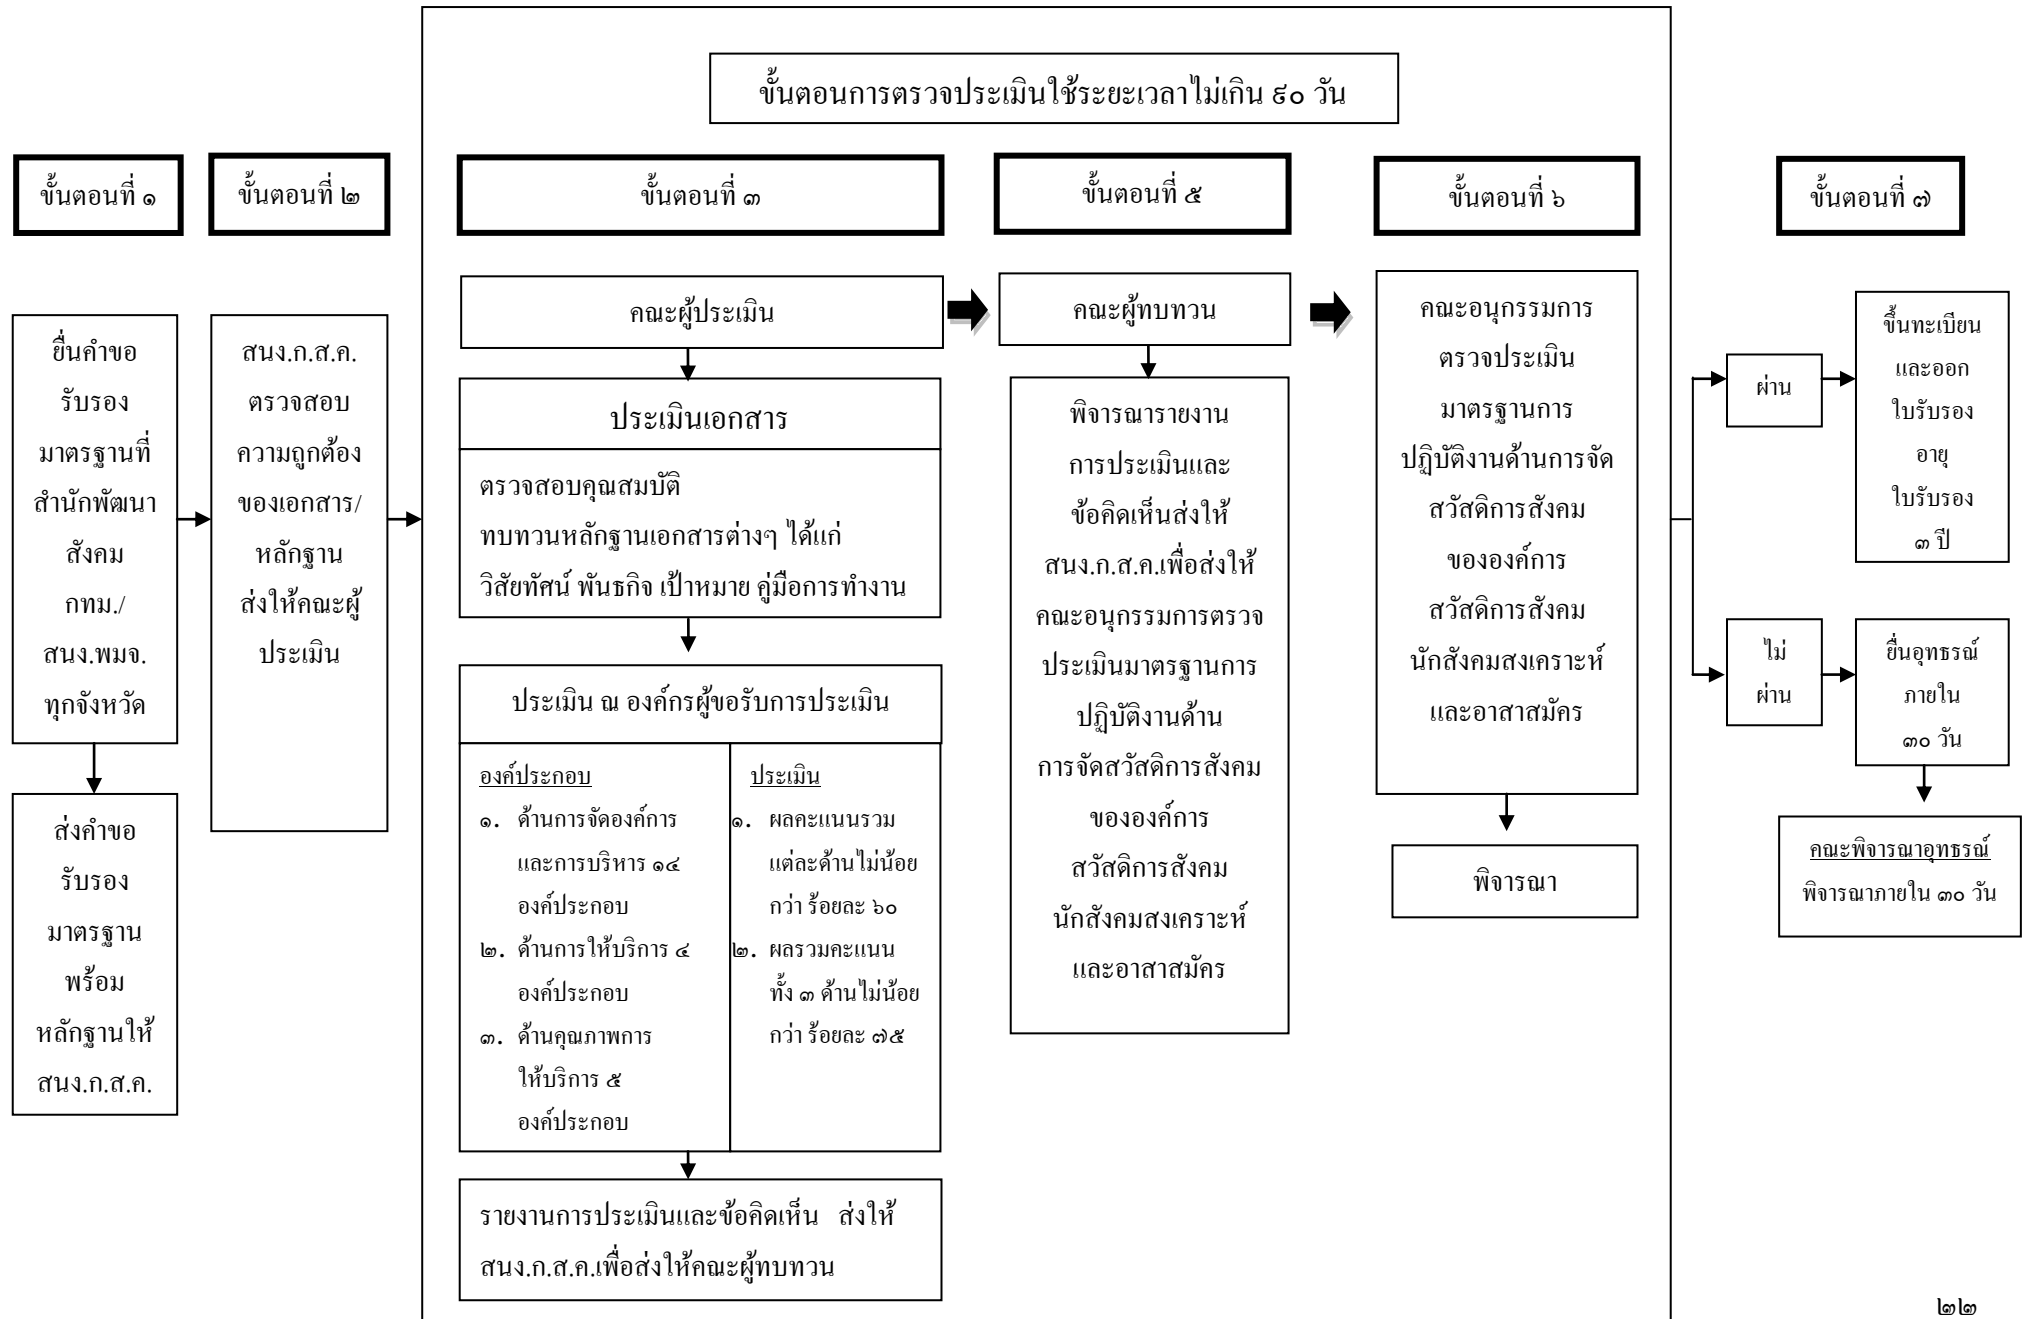 ขั้นตอนการตรวจประเมินใช้ระยะเวลาไม่เกิน ๙๐ วัน
ขั้นตอนที่ ๑
ขั้นตอนที่ ๒
ขั้นตอนที่ ๓
ขั้นตอนที่ ๕
ขั้นตอนที่ ๖
ขั้นตอนที่ ๗
ยื่นคำขอ
รับรอง
มาตรฐานที่
สำนักพัฒนา
สังคม
กทม./
สนง.พมจ.
ทุกจังหวัด
ส่งคำขอ
รับรอง
มาตรฐาน
พร้อม
หลักฐานให้
สนง.ก.ส.ค.
สนง.ก.ส.ค.
ตรวจสอบ
ความถูกต้อง
ของเอกสาร/
หลักฐาน
ส่งให้คณะผู้
ประเมิน
คณะผู้ประเมิน
ประเมินเอกสาร
ตรวจสอบคุณสมบัติ
ทบทวนหลักฐานเอกสารต่างๆ ได้แก่
วิสัยทัศน์ พันธกิจ เป้าหมาย คู่มือการทำงาน
ประเมิน ณ องค์กรผู้ขอรับการประเมิน
องค์ประกอบ
๑. ด้านการจัดองค์การ
และการบริหาร ๑๔
องค์ประกอบ
๒. ด้านการให้บริการ ๔
องค์ประกอบ
๓. ด้านคุณภาพการ
ให้บริการ ๕
องค์ประกอบ
ประเมิน
๑. ผลคะแนนรวม
แต่ละด้านไม่น้อย
กว่า ร้อยละ ๖๐
๒. ผลรวมคะแนน
ทั้ง ๓ ด้านไม่น้อย
กว่า ร้อยละ ๗๕
รายงานการประเมินและข้อคิดเห็น ส่งให้
สนง.ก.ส.ค.เพื่อส่งให้คณะผู้ทบทวน
คณะผู้ทบทวน
พิจารณารายงาน
การประเมินและ
ข้อคิดเห็นส่งให้
สนง.ก.ส.ค.เพื่อส่งให้
คณะอนุกรรมการตรวจ
ประเมินมาตรฐานการ
ปฏิบัติงานด้าน
การจัดสวัสดิการสังคม
ขององค์การ
สวัสดิการสังคม
นักสังคมสงเคราะห์
และอาสาสมัคร
คณะอนุกรรมการ
ตรวจประเมิน
มาตรฐานการ
ปฏิบัติงานด้านการจัด
สวัสดิการสังคม
ขององค์การ
สวัสดิการสังคม
นักสังคมสงเคราะห์
และอาสาสมัคร
พิจารณา
ผ่าน
ขึ้นทะเบียน
และออก
ใบรับรอง
อายุ
ใบรับรอง
๓ ปี
ไม่
ผ่าน
ยื่นอุทธรณ์
ภายใน
๓๐ วัน
คณะพิจารณาอุทธรณ์
พิจารณาภายใน ๓๐ วัน
๒๒